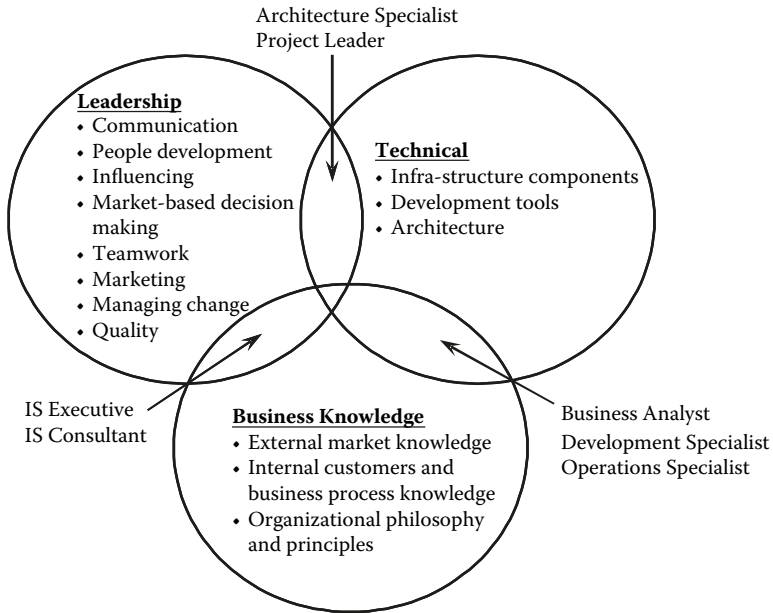 Architecture Specialist
Project Leader
Leadership
• Communication
• People development
• Influencing
• Market-based decision
making
• Teamwork
• Marketing
• Managing change
• Quality
Technical
• Infra-structure components
• Development tools
• Architecture
IS Executive
IS Consultant
Business Knowledge
• External market knowledge
• Internal customers and
business process knowledge
• Organizational philosophy
and principles
Business Analyst
Development Specialist
Operations Specialist